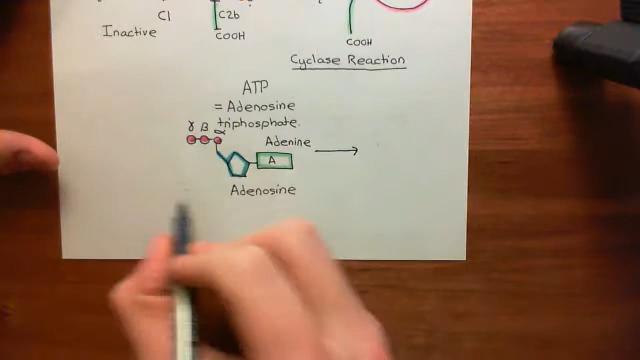 C1
C2b
Inactive
COOH
COOH
Cyclase Reaction
ATP
= Adenosine
triphosphate.
γ β α
Adenine
A
Adenosine